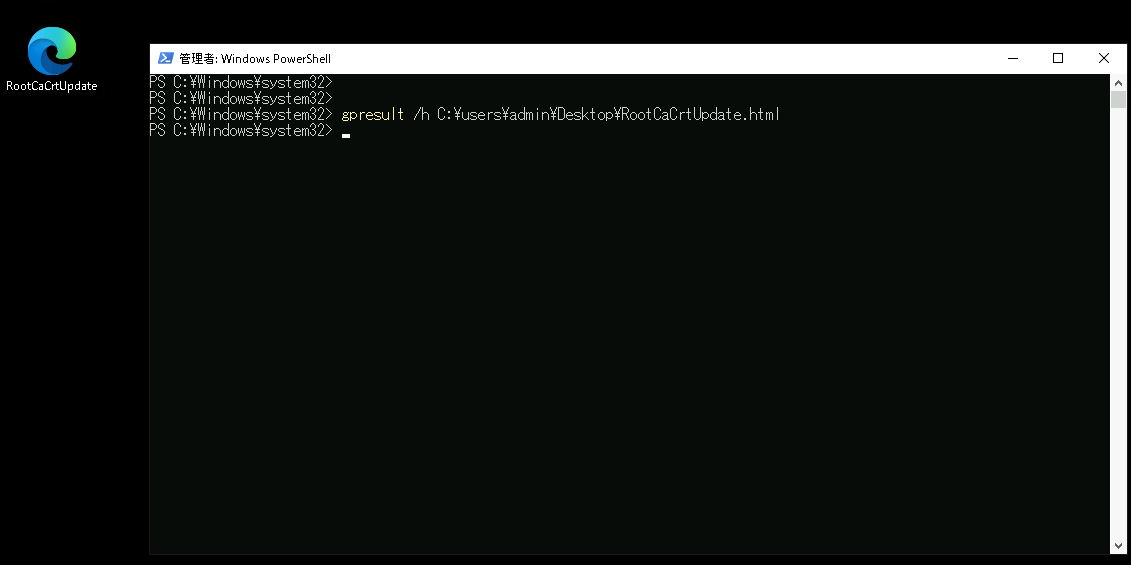 RootCaCrtUpdate
管理者: Windows PowerShell
PS C:¥Windows¥system32>
PS C:¥Windows¥system32>
PS C:¥Windows¥system32> gpresult /h C:¥users¥admin¥Desktop¥RootCaCrtUpdate.html
PS C:¥Windows¥system32>